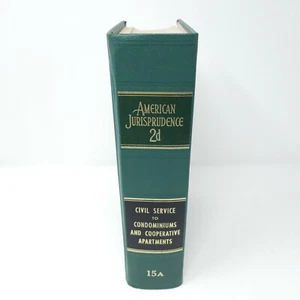 AMERICAN
JURISPRUDENCE
2d
CIVIL SERVICE
TO
CONDOMINIUMS
AND COOPERATIVE
APARTMENTS
15A